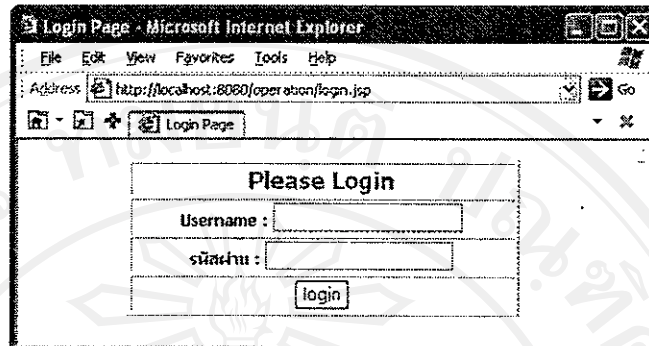 Login Page - Microsoft Internet Explorer
File Edit View Favorites Tools Help
Address http://localhost:8080/operation/login.jsp Go
Login Page
Please Login
Username :
รหัสผ่าน :
login